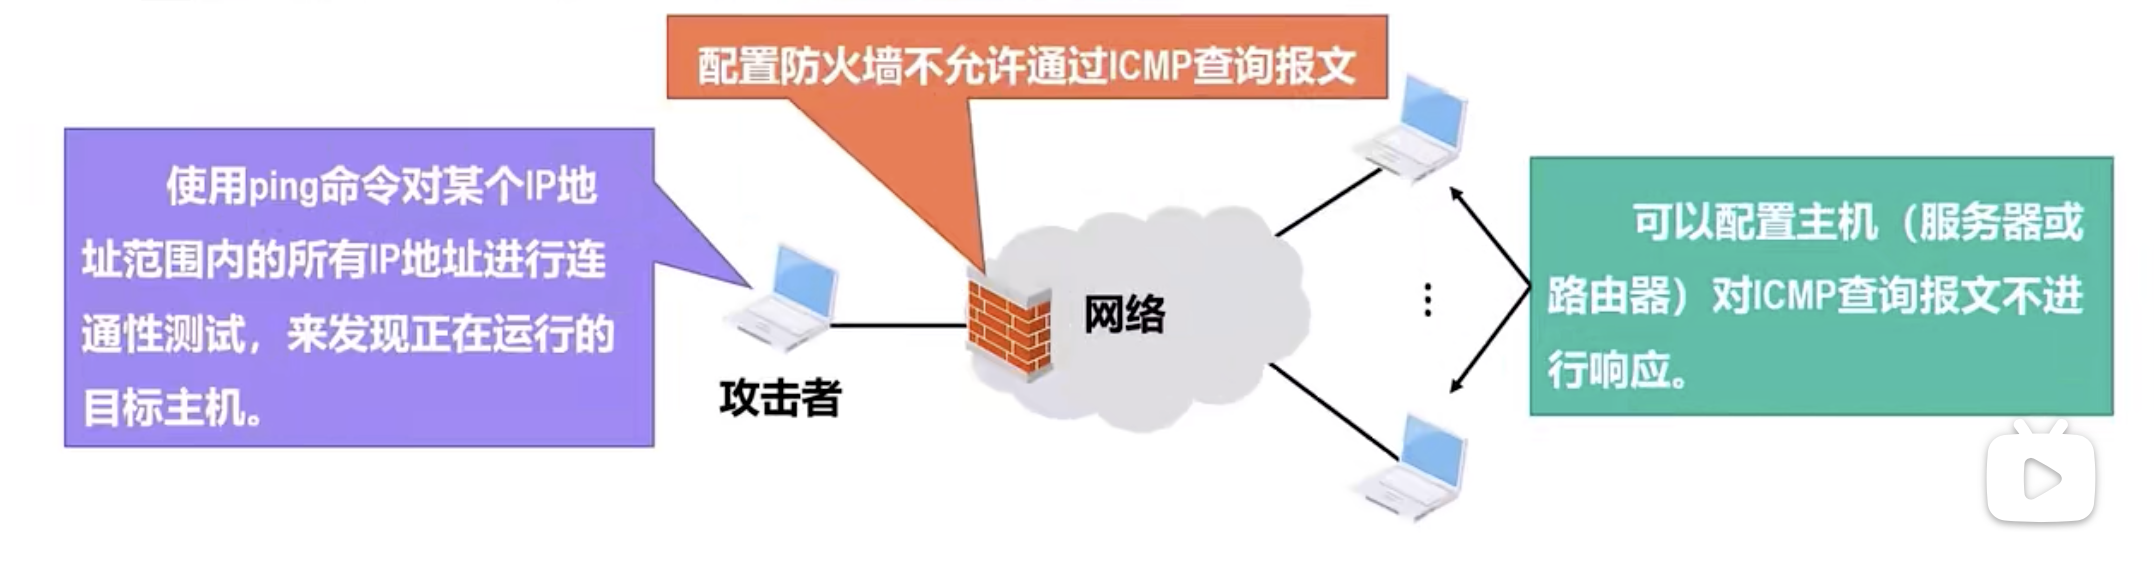 配置防火墙不允许通过ICMP查询报文
使用ping命令对某个IP地
址范围内的所有IP地址进行连
通性测试，来发现正在运行的
目标主机。
攻击者
网络
⋮
可以配置主机（服务器或
路由器）对ICMP查询报文不进
行响应。